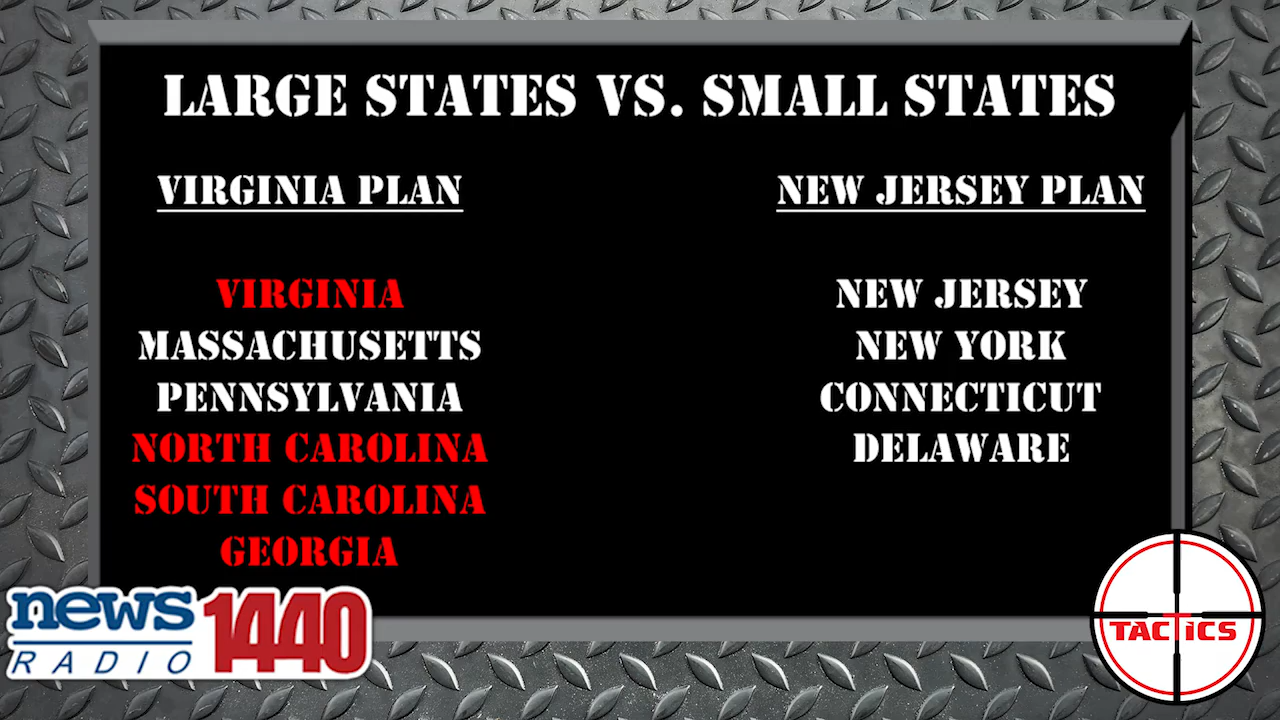 LARGE STATES VS. SMALL STATES
VIRGINIA PLAN
VIRGINIA
MASSACHUSETTS
PENNSYLVANIA
NORTH CAROLINA
SOUTH CAROLINA
GEORGIA
NEW JERSEY PLAN
NEW JERSEY
NEW YORK
CONNECTICUT
DELAWARE
news 1440
RADIO
TACTiCS